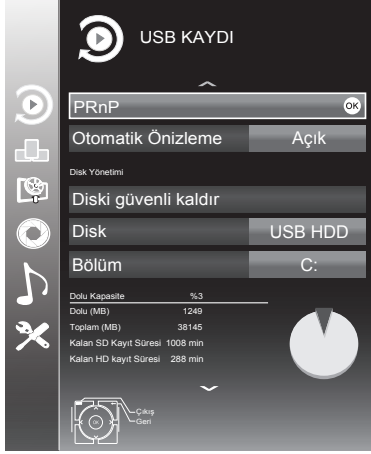 USB KAYDI
PRnP OK
Otomatik Önizleme Açık
Disk Yönetimi
Diski güvenli kaldır
Disk USB HDD
Bölüm C:
Dolu Kapasite %3
Dolu (MB) 1249
Toplam (MB) 38145
Kalan SD Kayıt Süresi 1008 min
Kalan HD kayıt Süresi 288 min
Çıkış
OK Geri